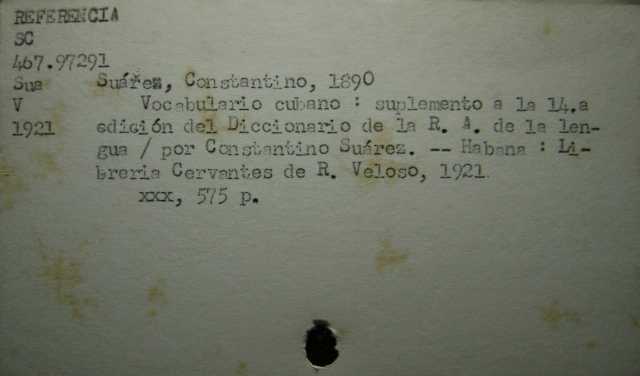 REFERENCIA
SC
467.97291
Sua Suárez, Constantino, 1890
V Vocabulario cubano : suplemento a la 14.a
1921 edición del Diccionario de la R. A. de la len-
gua / por Constantino Suárez. -- Habana : Li-
breria Cervantes de R. Veloso, 1921
xxx, 575 p.